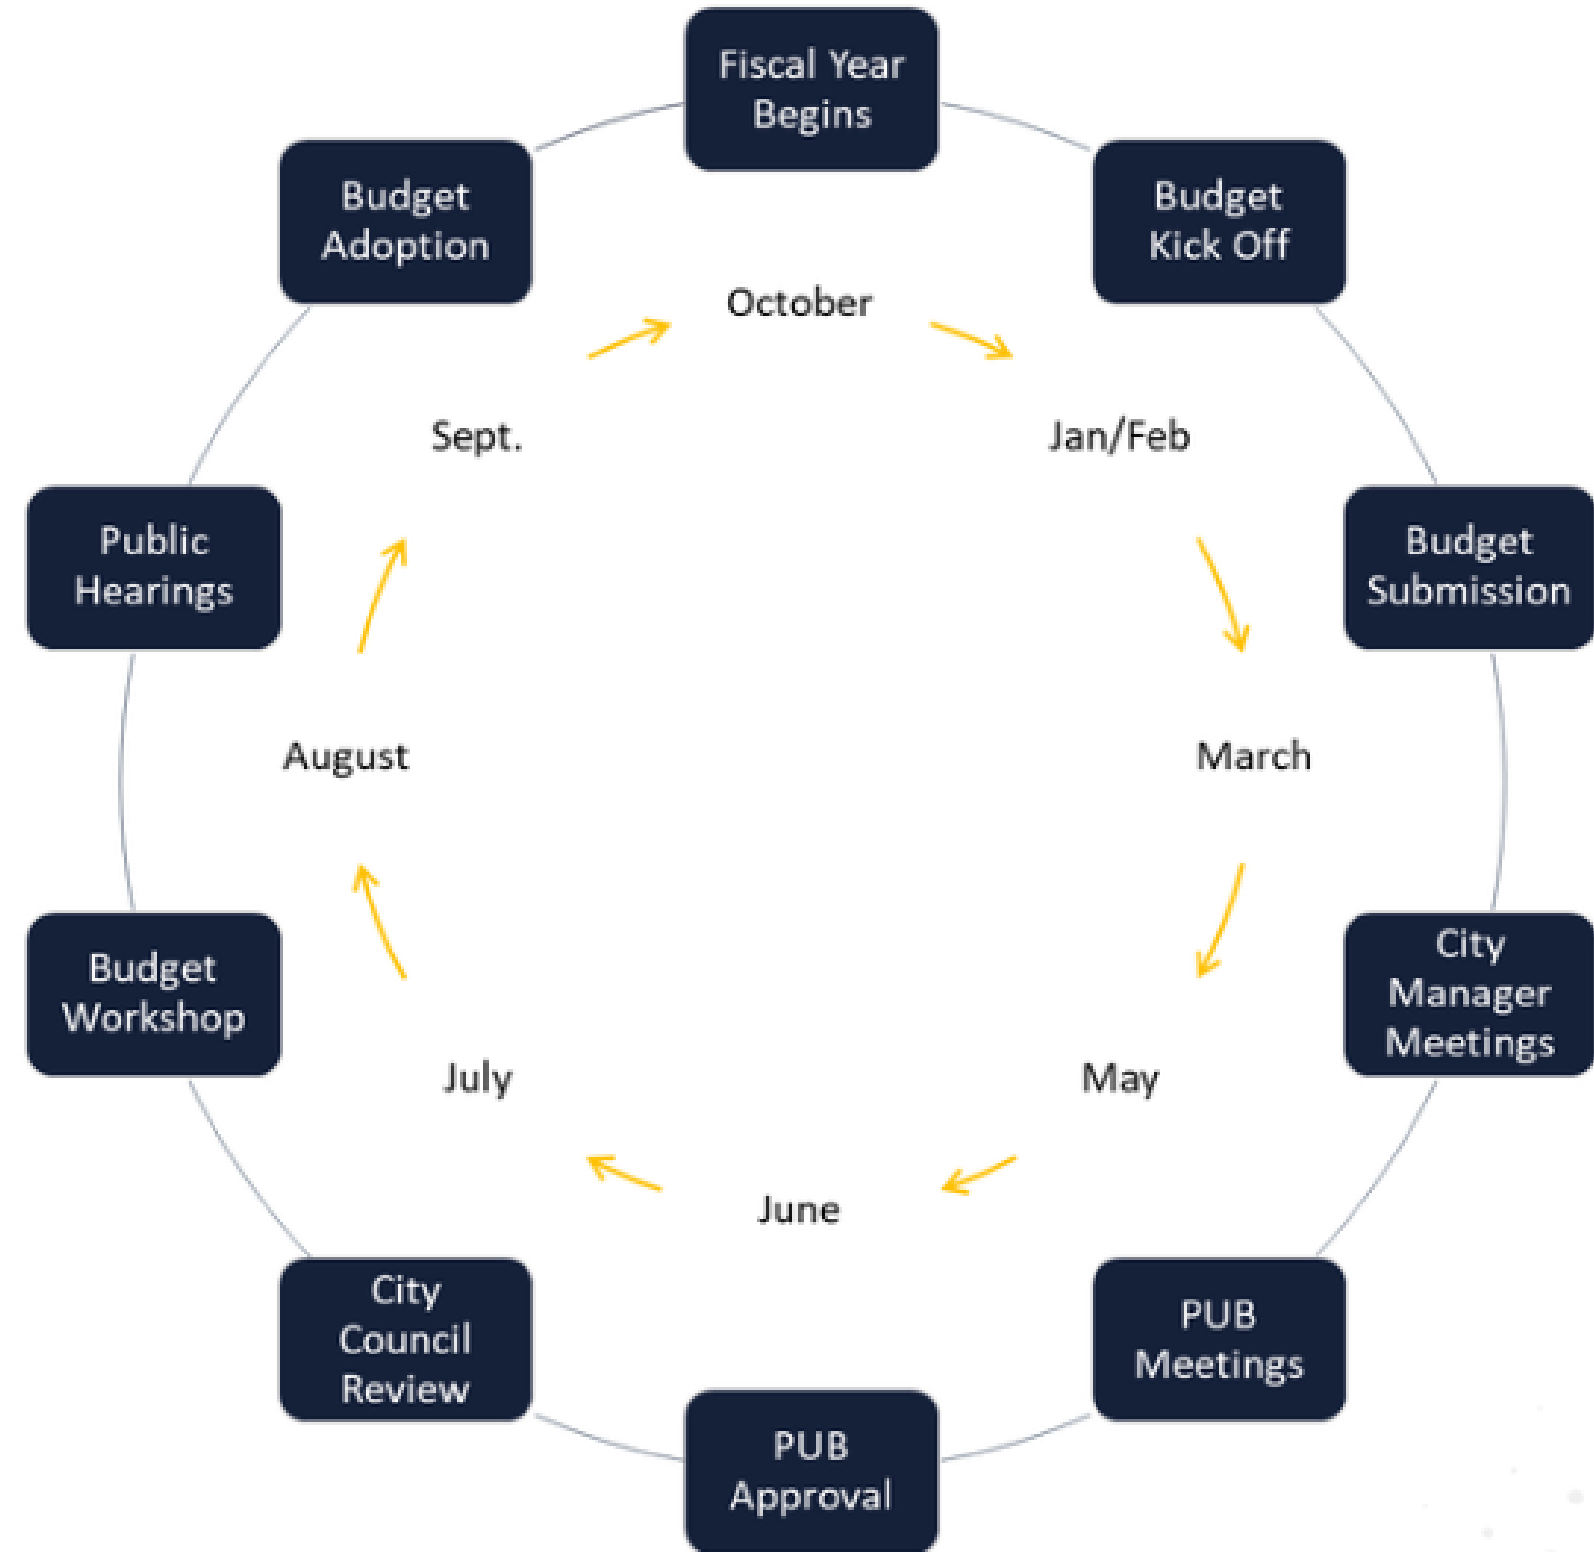 Fiscal Year
Begins
Budget
Kick Off
Budget
Submission
City
Manager
Meetings
PUB
Meetings
PUB
Approval
City
Council
Review
Budget
Workshop
Public
Hearings
Budget
Adoption
October
Jan/Feb
March
May
June
July
August
Sept.